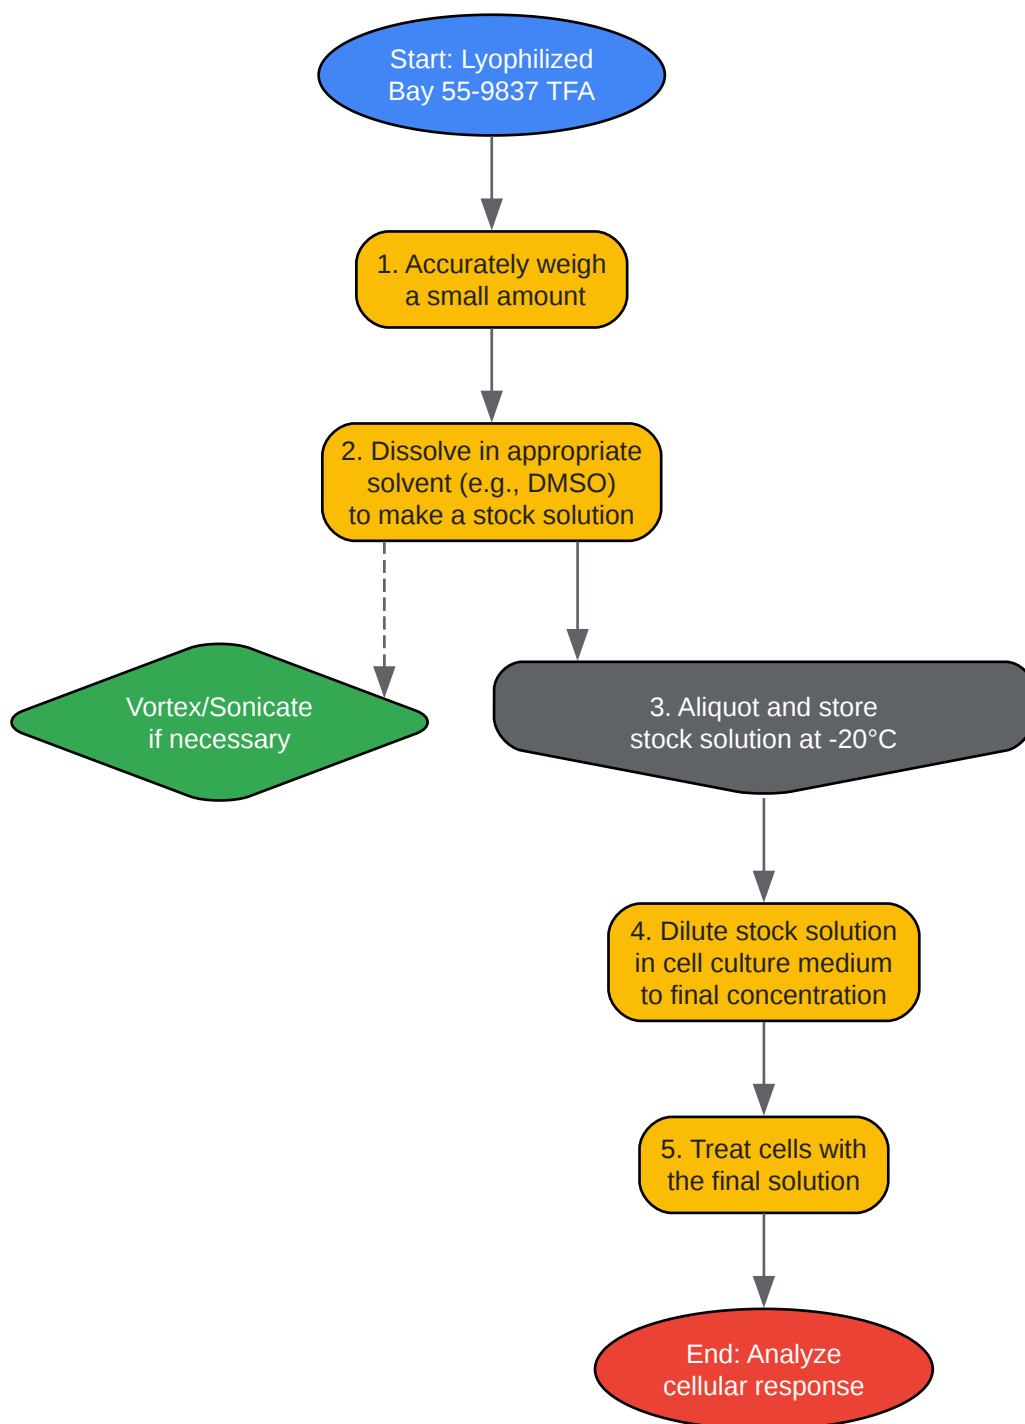 Start: Lyophilized
Bay 55-9837 TFA
1. Accurately weigh
a small amount
2. Dissolve in appropriate
solvent (e.g., DMSO)
to make a stock solution
Vortex/Sonicate
if necessary
3. Aliquot and store
stock solution at -20°C
4. Dilute stock solution
in cell culture medium
to final concentration
5. Treat cells with
the final solution
End: Analyze
cellular response